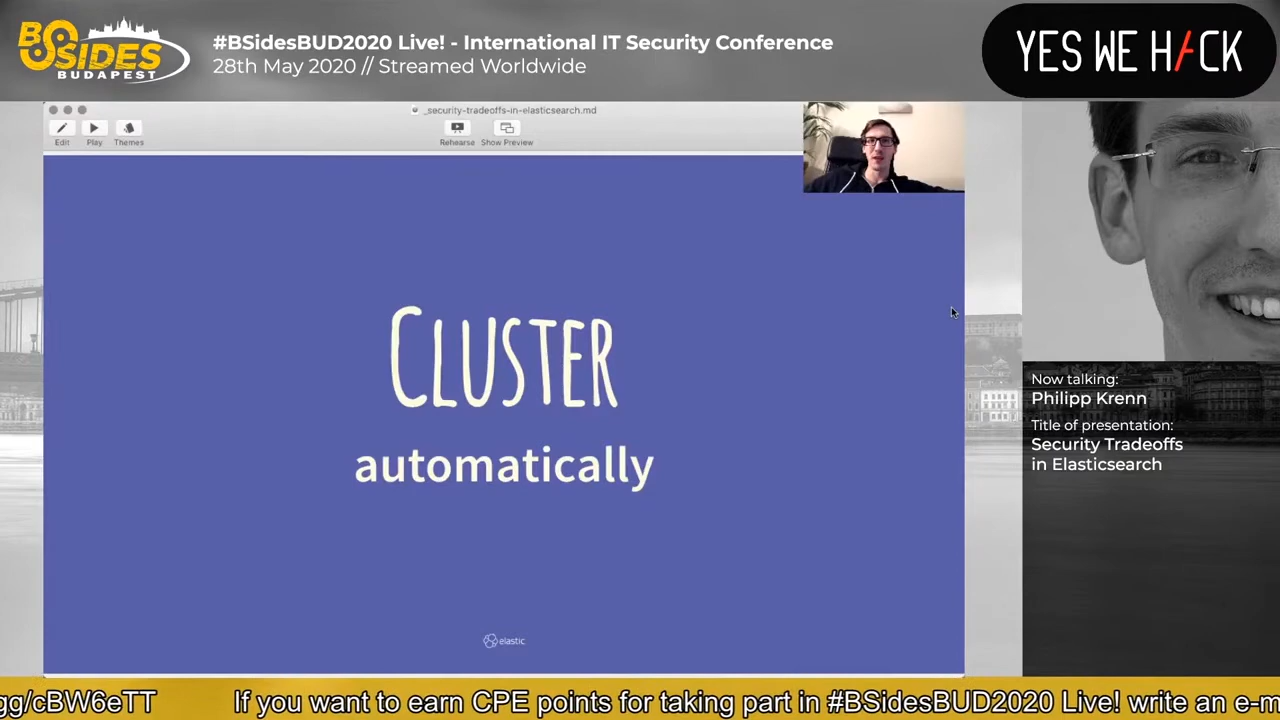 BSIDES
BUDAPEST
#BSidesBUD2020 Live! - International IT Security Conference
28th May 2020 // Streamed Worldwide
YES WE H/CK
_security-tradeoffs-in-elasticsearch.md
Edit
Play
Themes
Rehearse
Show Preview
CLUSTER
automatically
elastic
Now talking:
Philipp Krenn
Title of presentation:
Security Tradeoffs
in Elasticsearch
gg/cBW6eTT If you want to earn CPE points for taking part in #BSidesBUD2020 Live! write an e-m